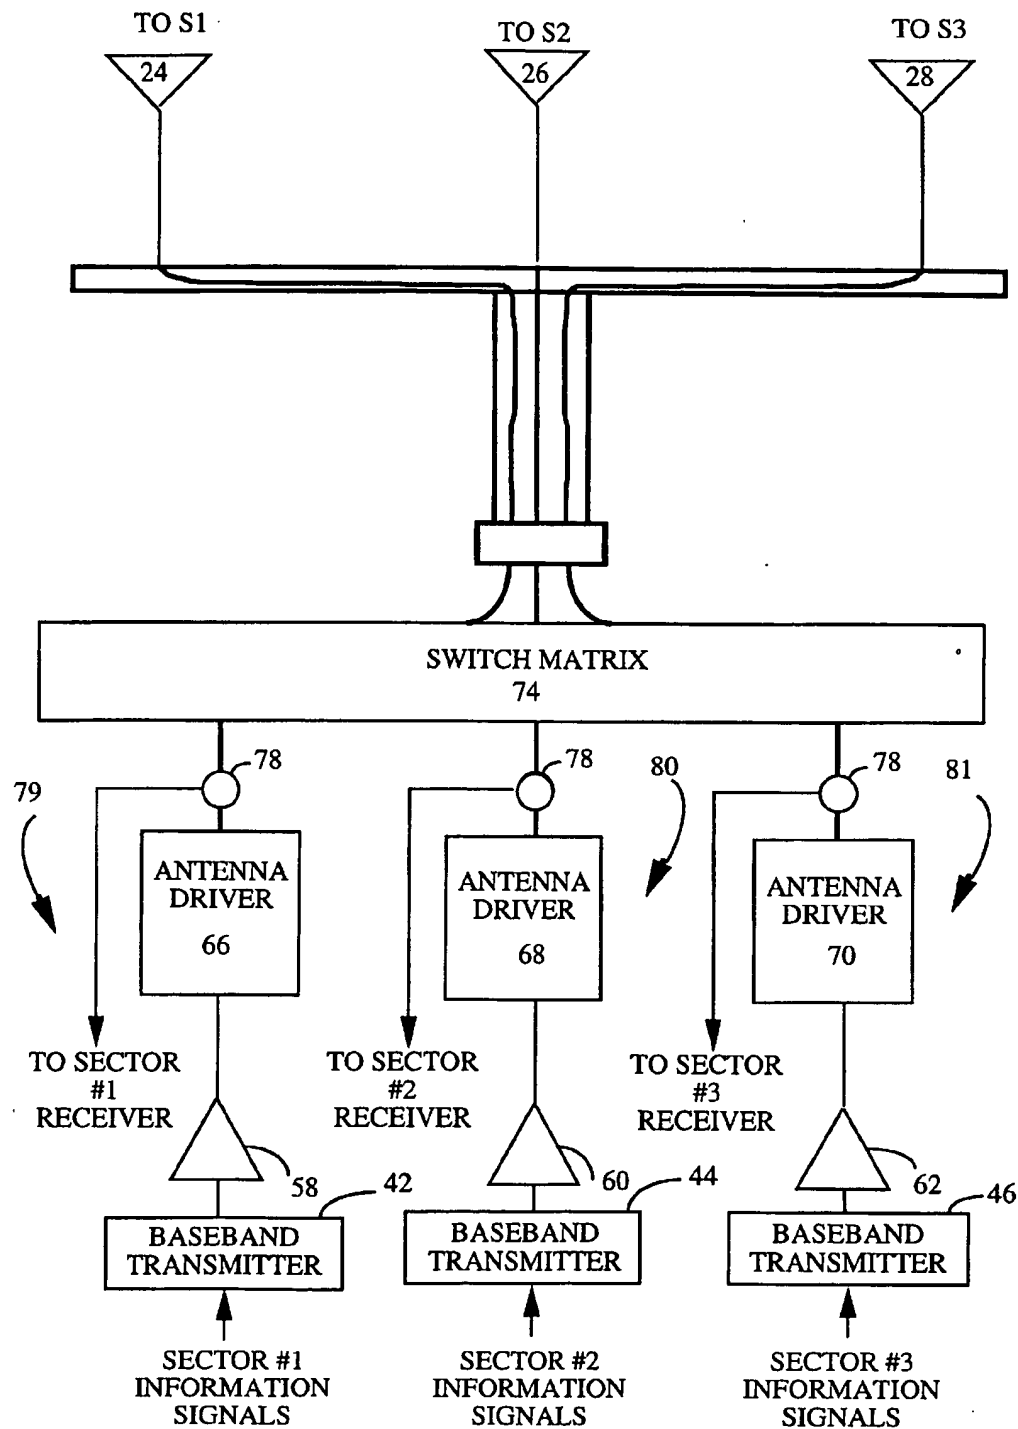 TO S1
TO S2
TO S3
24
26
28
SWITCH MATRIX
74
78
78
78
79
80
81
ANTENNA
DRIVER
66
ANTENNA
DRIVER
68
ANTENNA
DRIVER
70
TO SECTOR
#1
RECEIVER
TO SECTOR
#2
RECEIVER
TO SECTOR
#3
RECEIVER
58
60
62
42
44
46
BASEBAND
TRANSMITTER
BASEBAND
TRANSMITTER
BASEBAND
TRANSMITTER
SECTOR #1
INFORMATION
SIGNALS
SECTOR #2
INFORMATION
SIGNALS
SECTOR #3
INFORMATION
SIGNALS